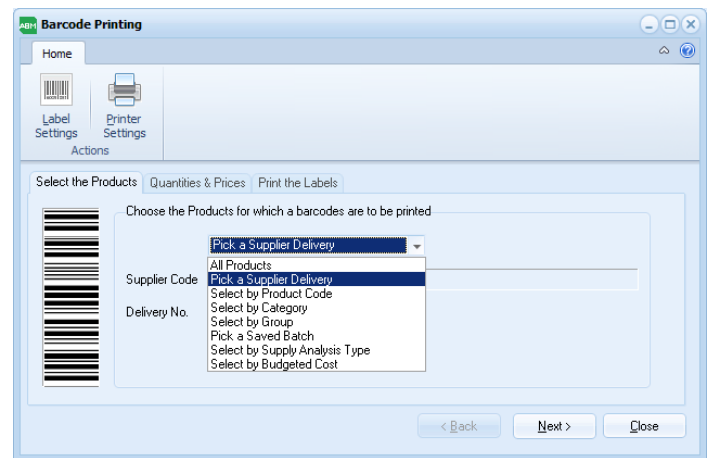 ABM Barcode Printing
Home
Label Settings
Printer Settings
Actions
Select the Products
Quantities & Prices
Print the Labels
Choose the Products for which a barcodes are to be printed
Pick a Supplier Delivery
All Products
Supplier Code
Pick a Supplier Delivery
Select by Product Code
Delivery No.
Select by Category
Select by Group
Pick a Saved Batch
Select by Supply Analysis Type
Select by Budgeted Cost
< Back
Next >
Close